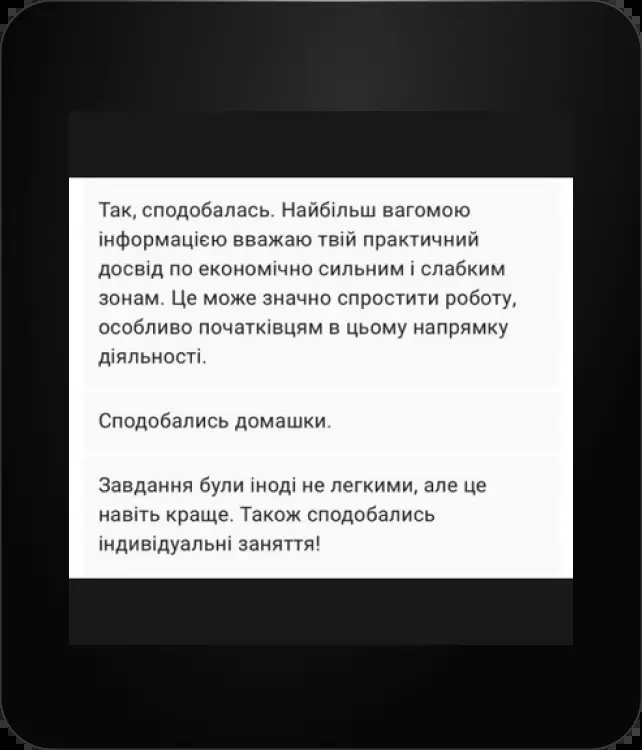 Так, сподобалась. Найбільш вагомою
інформацією вважаю твій практичний
досвід по економічно сильним і слабким
зонам. Це може значно спростити роботу,
особливо початківцям в цьому напрямку
діяльності.
Сподобались домашки.
Завдання були іноді не легкими, але це
навіть краще. Також сподобались
індивідуальні заняття!